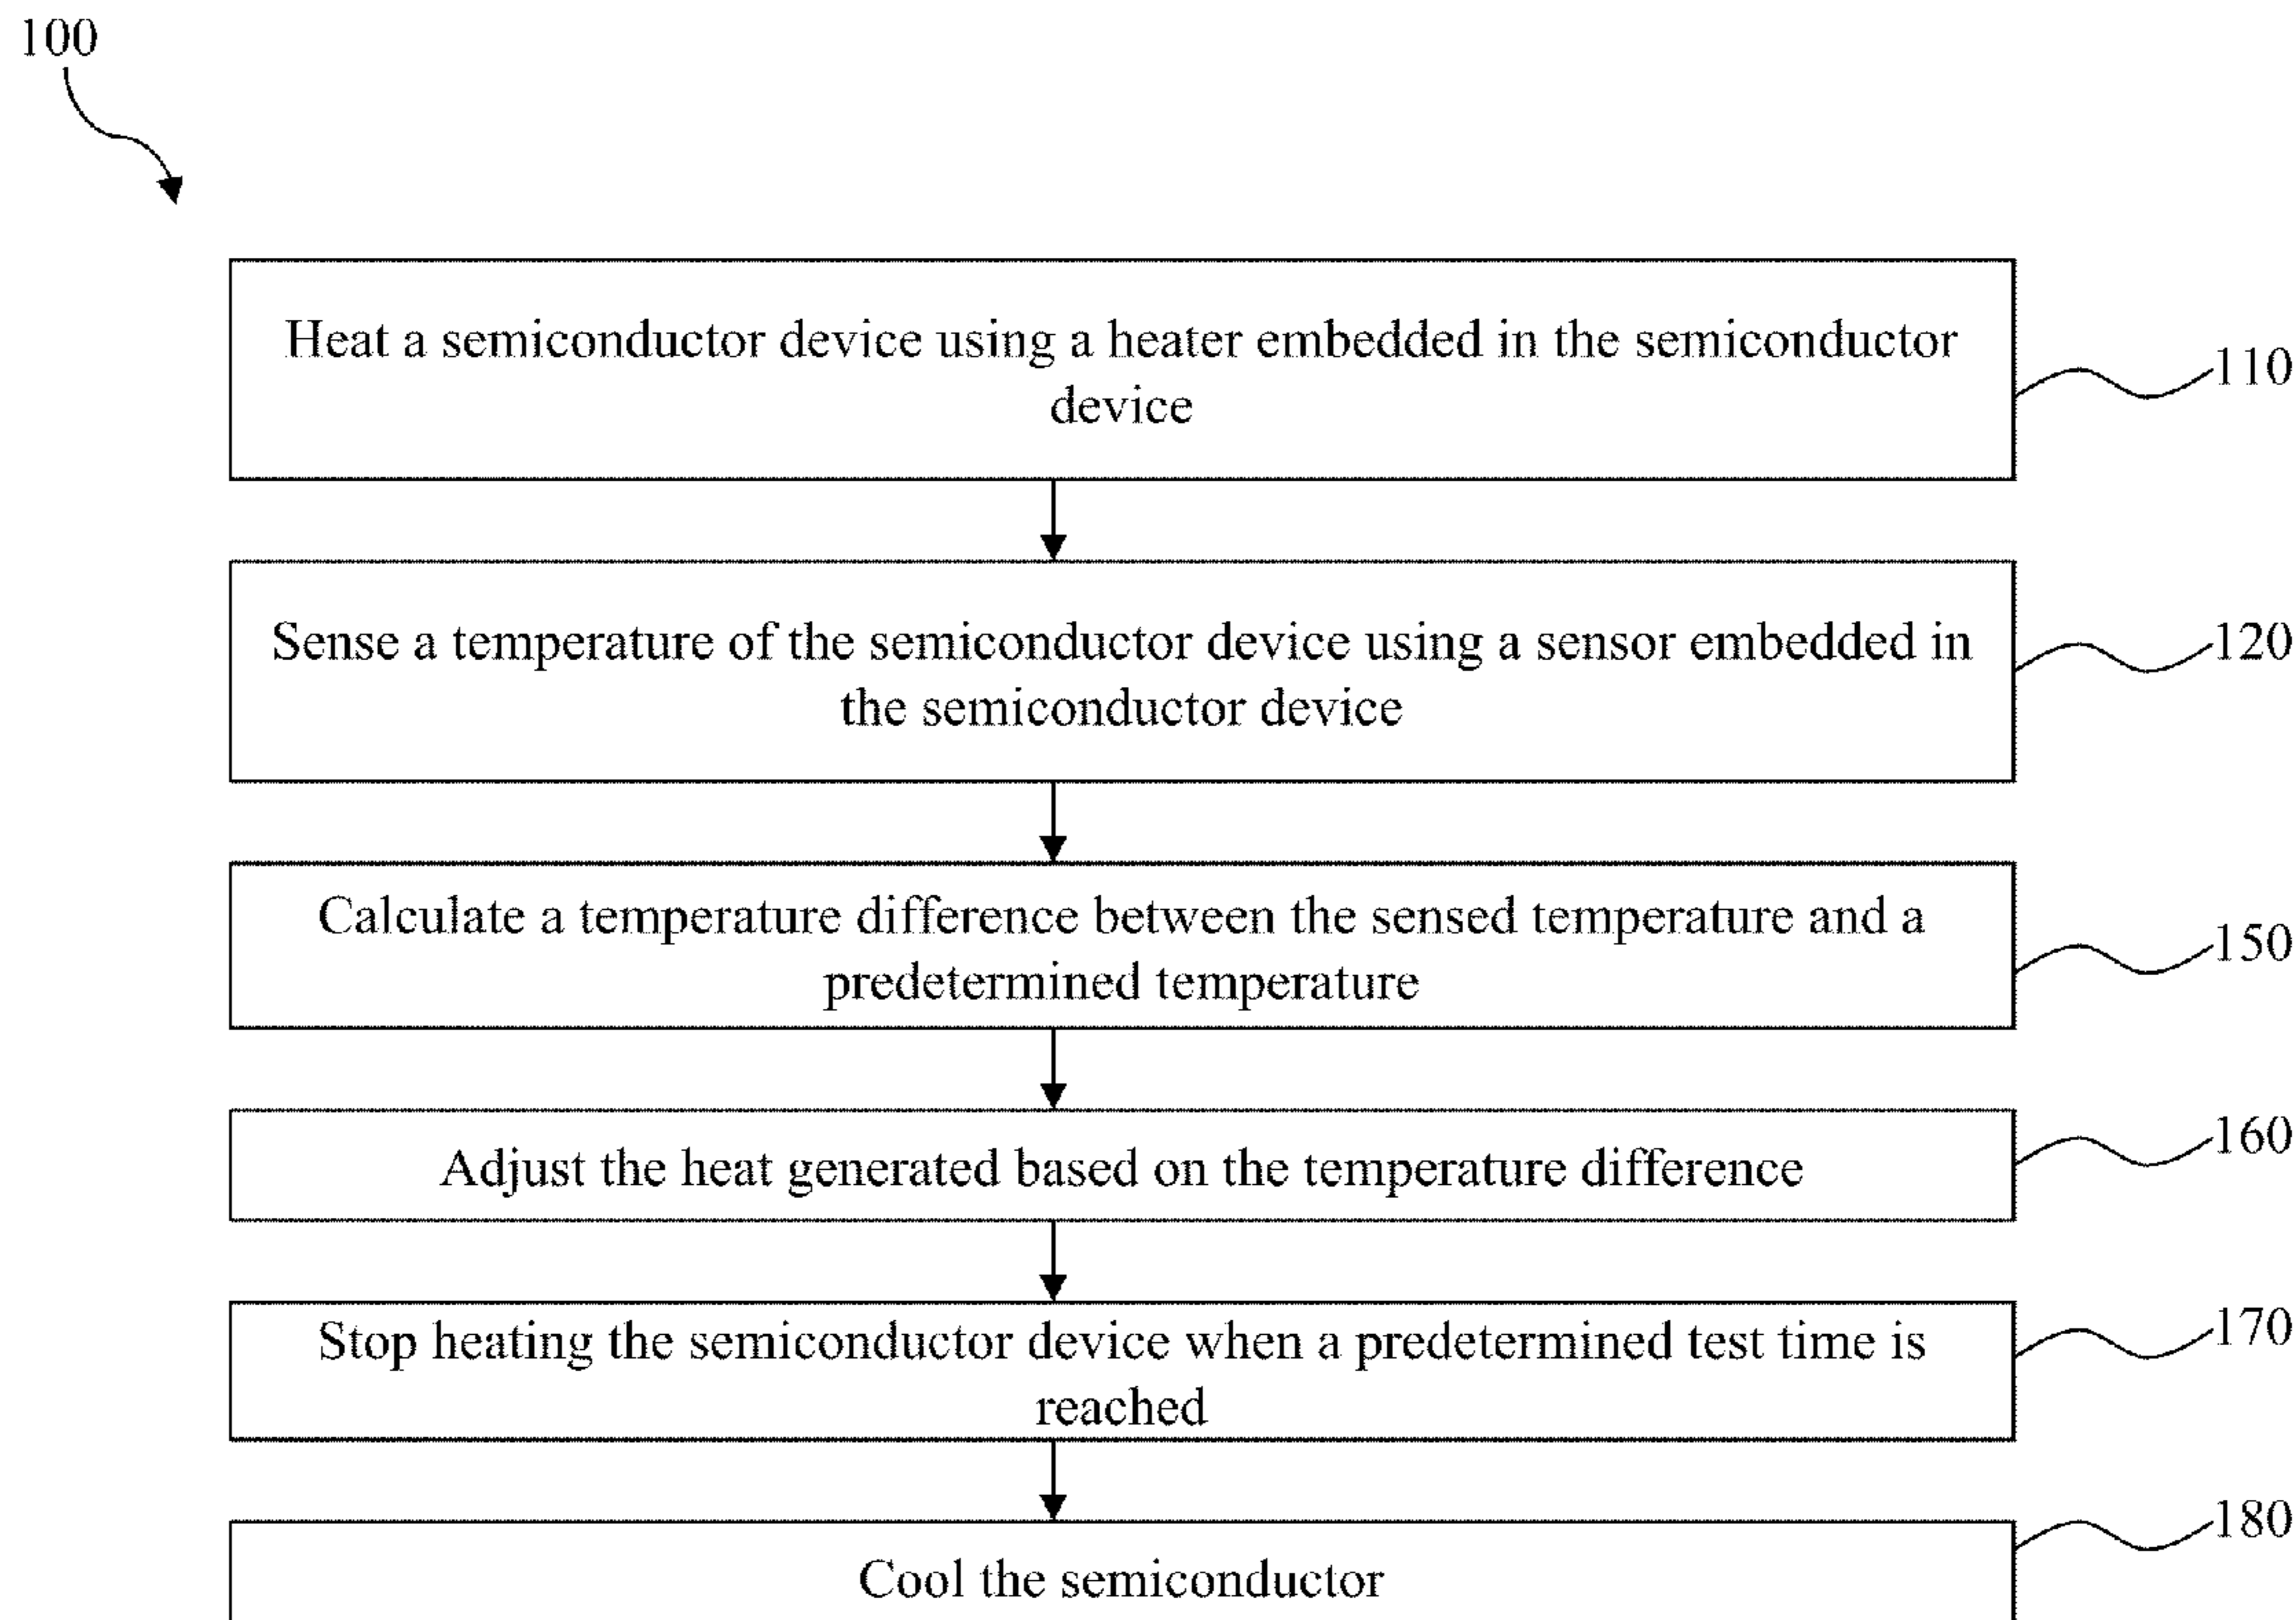 100
Heat a semiconductor device using a heater embedded in the semiconductor
device
110
Sense a temperature of the semiconductor device using a sensor embedded in
the semiconductor device
120
Calculate a temperature difference between the sensed temperature and a
predetermined temperature
150
Adjust the heat generated based on the temperature difference
160
Stop heating the semiconductor device when a predetermined test time is
reached
170
Cool the semiconductor
180